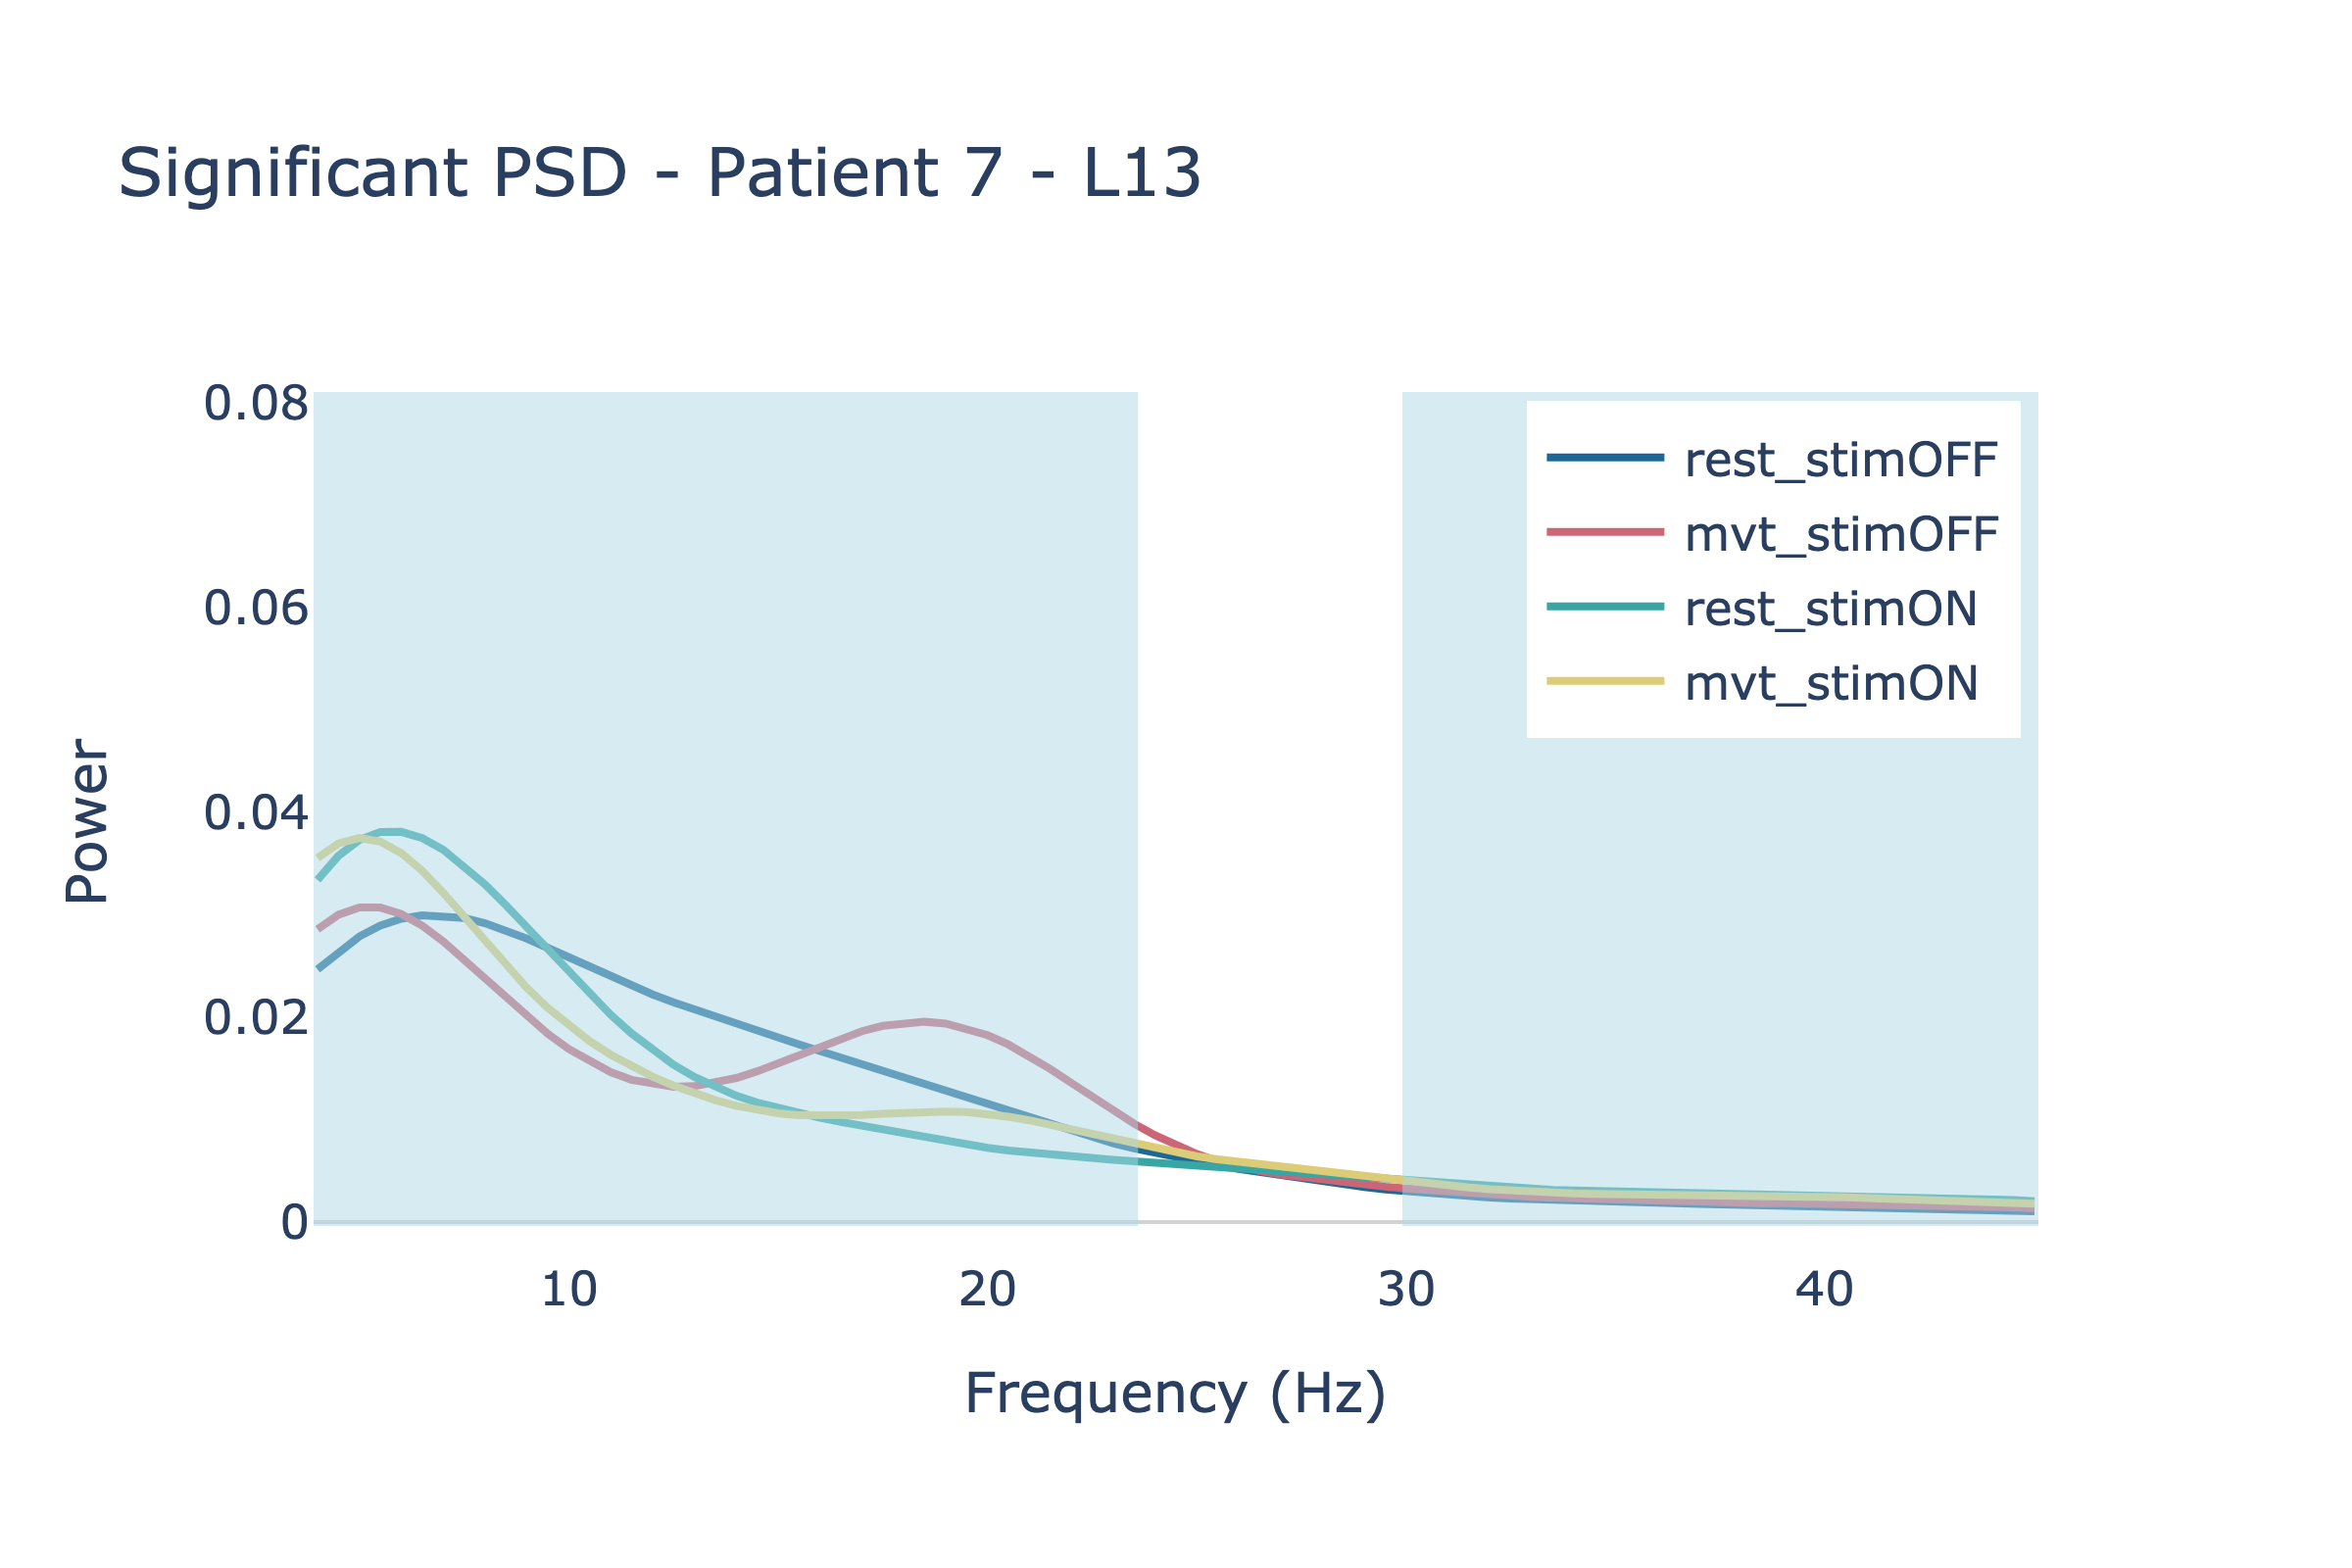 Significant PSD - Patient 7 - L13
0.08
0.06
0.04
0.02
0
Power
rest_stimOFF
mvt_stimOFF
rest_stimON
mvt_stimON
10 20 30 40
Frequency (Hz)